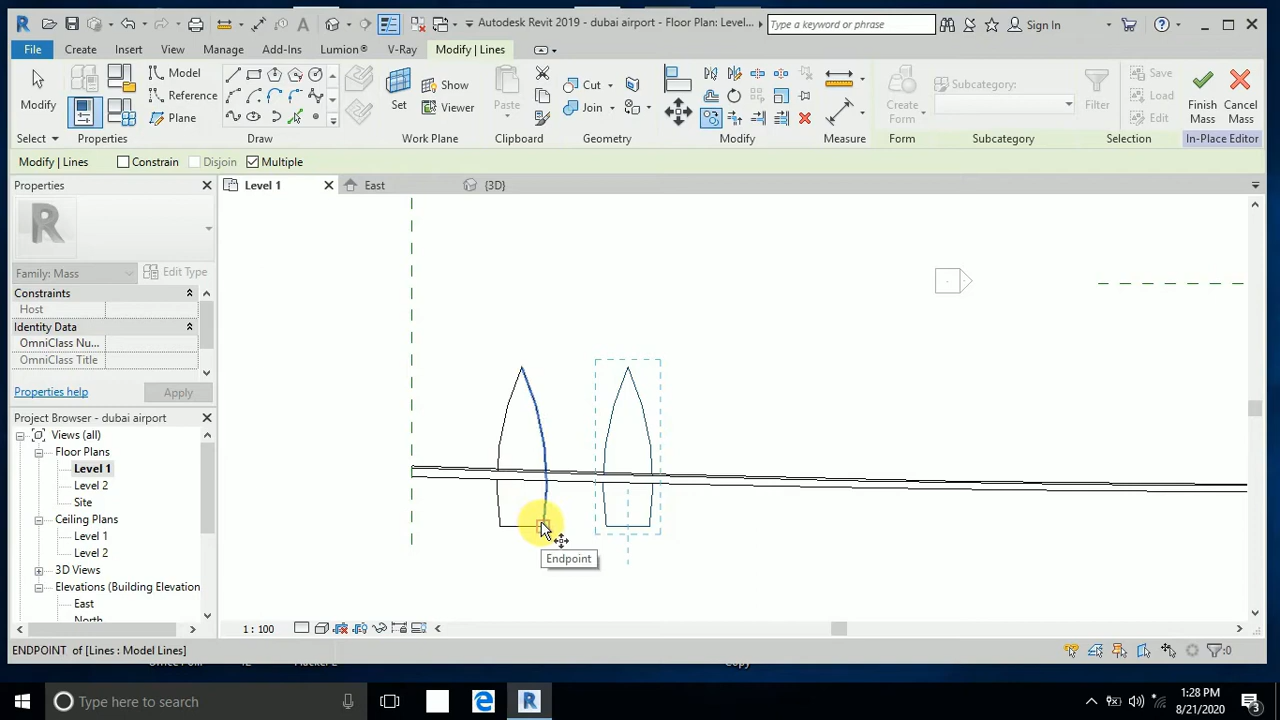 Autodesk Revit 2019 - dubai airport - Floor Plan: Level...
Type a keyword or phrase
Sign In
File
Create
Insert
View
Manage
Add-Ins
Lumion®
V-Ray
Modify | Lines
Modify
Model
Reference
Plane
Set
Show
Viewer
Paste
Cut
Join
Create Form
Subcategory:
Filter
Save
Load
Edit
Finish Mass
Cancel Mass
Select
Properties
Draw
Work Plane
Clipboard
Geometry
Modify
Measure
Form
Subcategory
Selection
In-Place Editor
Modify | Lines
Constrain
Disjoin
Multiple
Properties
Level 1
East
{3D}
R
Family: Mass
Edit Type
Constraints
Host
Identity Data
OmniClass Nu...
OmniClass Title
Properties help
Apply
Project Browser - dubai airport
Views (all)
Floor Plans
Level 1
Level 2
Site
Ceiling Plans
Level 1
Level 2
3D Views
Elevations (Building Elevation
East
North
Endpoint
1 : 100
ENDPOINT of [Lines : Model Lines]
:0
Copy
Type here to search
1:28 PM
8/21/2020
3